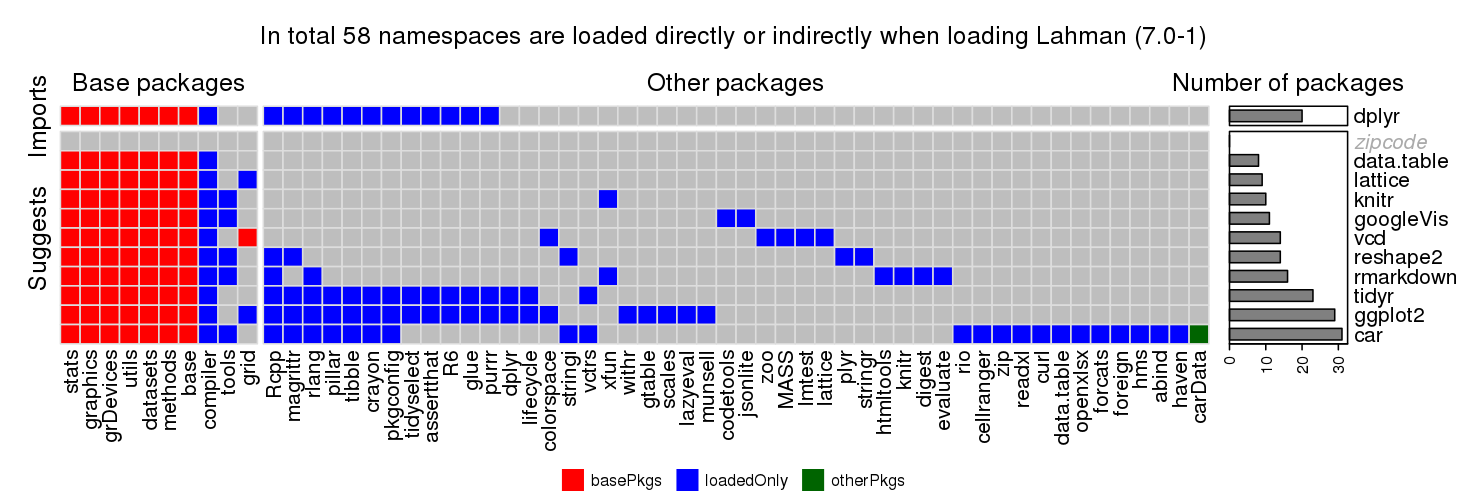 In total 58 namespaces are loaded directly or indirectly when loading Lahman (7.0-1)
Base packages
Other packages
Number of packages
Imports
Suggests
dplyr
zipcode
data.table
lattice
knitr
googleVis
vcd
reshape2
rmarkdown
tidyr
ggplot2
car
0
10
20
30
stats
graphics
grDevices
utils
datasets
methods
base
compiler
tools
grid
Rcpp
magrittr
rlang
pillar
tibble
crayon
pkgconfig
tidyselect
assertthat
R6
glue
purrr
dplyr
lifecycle
colorspace
stringi
vctrs
xfun
withr
gtable
scales
lazyeval
munsell
codetools
jsonlite
zoo
MASS
lmtest
lattice
plyr
stringr
htmltools
knitr
digest
evaluate
rio
cellranger
zip
readxl
curl
data.table
openxlsx
forcats
foreign
hms
abind
haven
carData
basePkgs
loadedOnly
otherPkgs